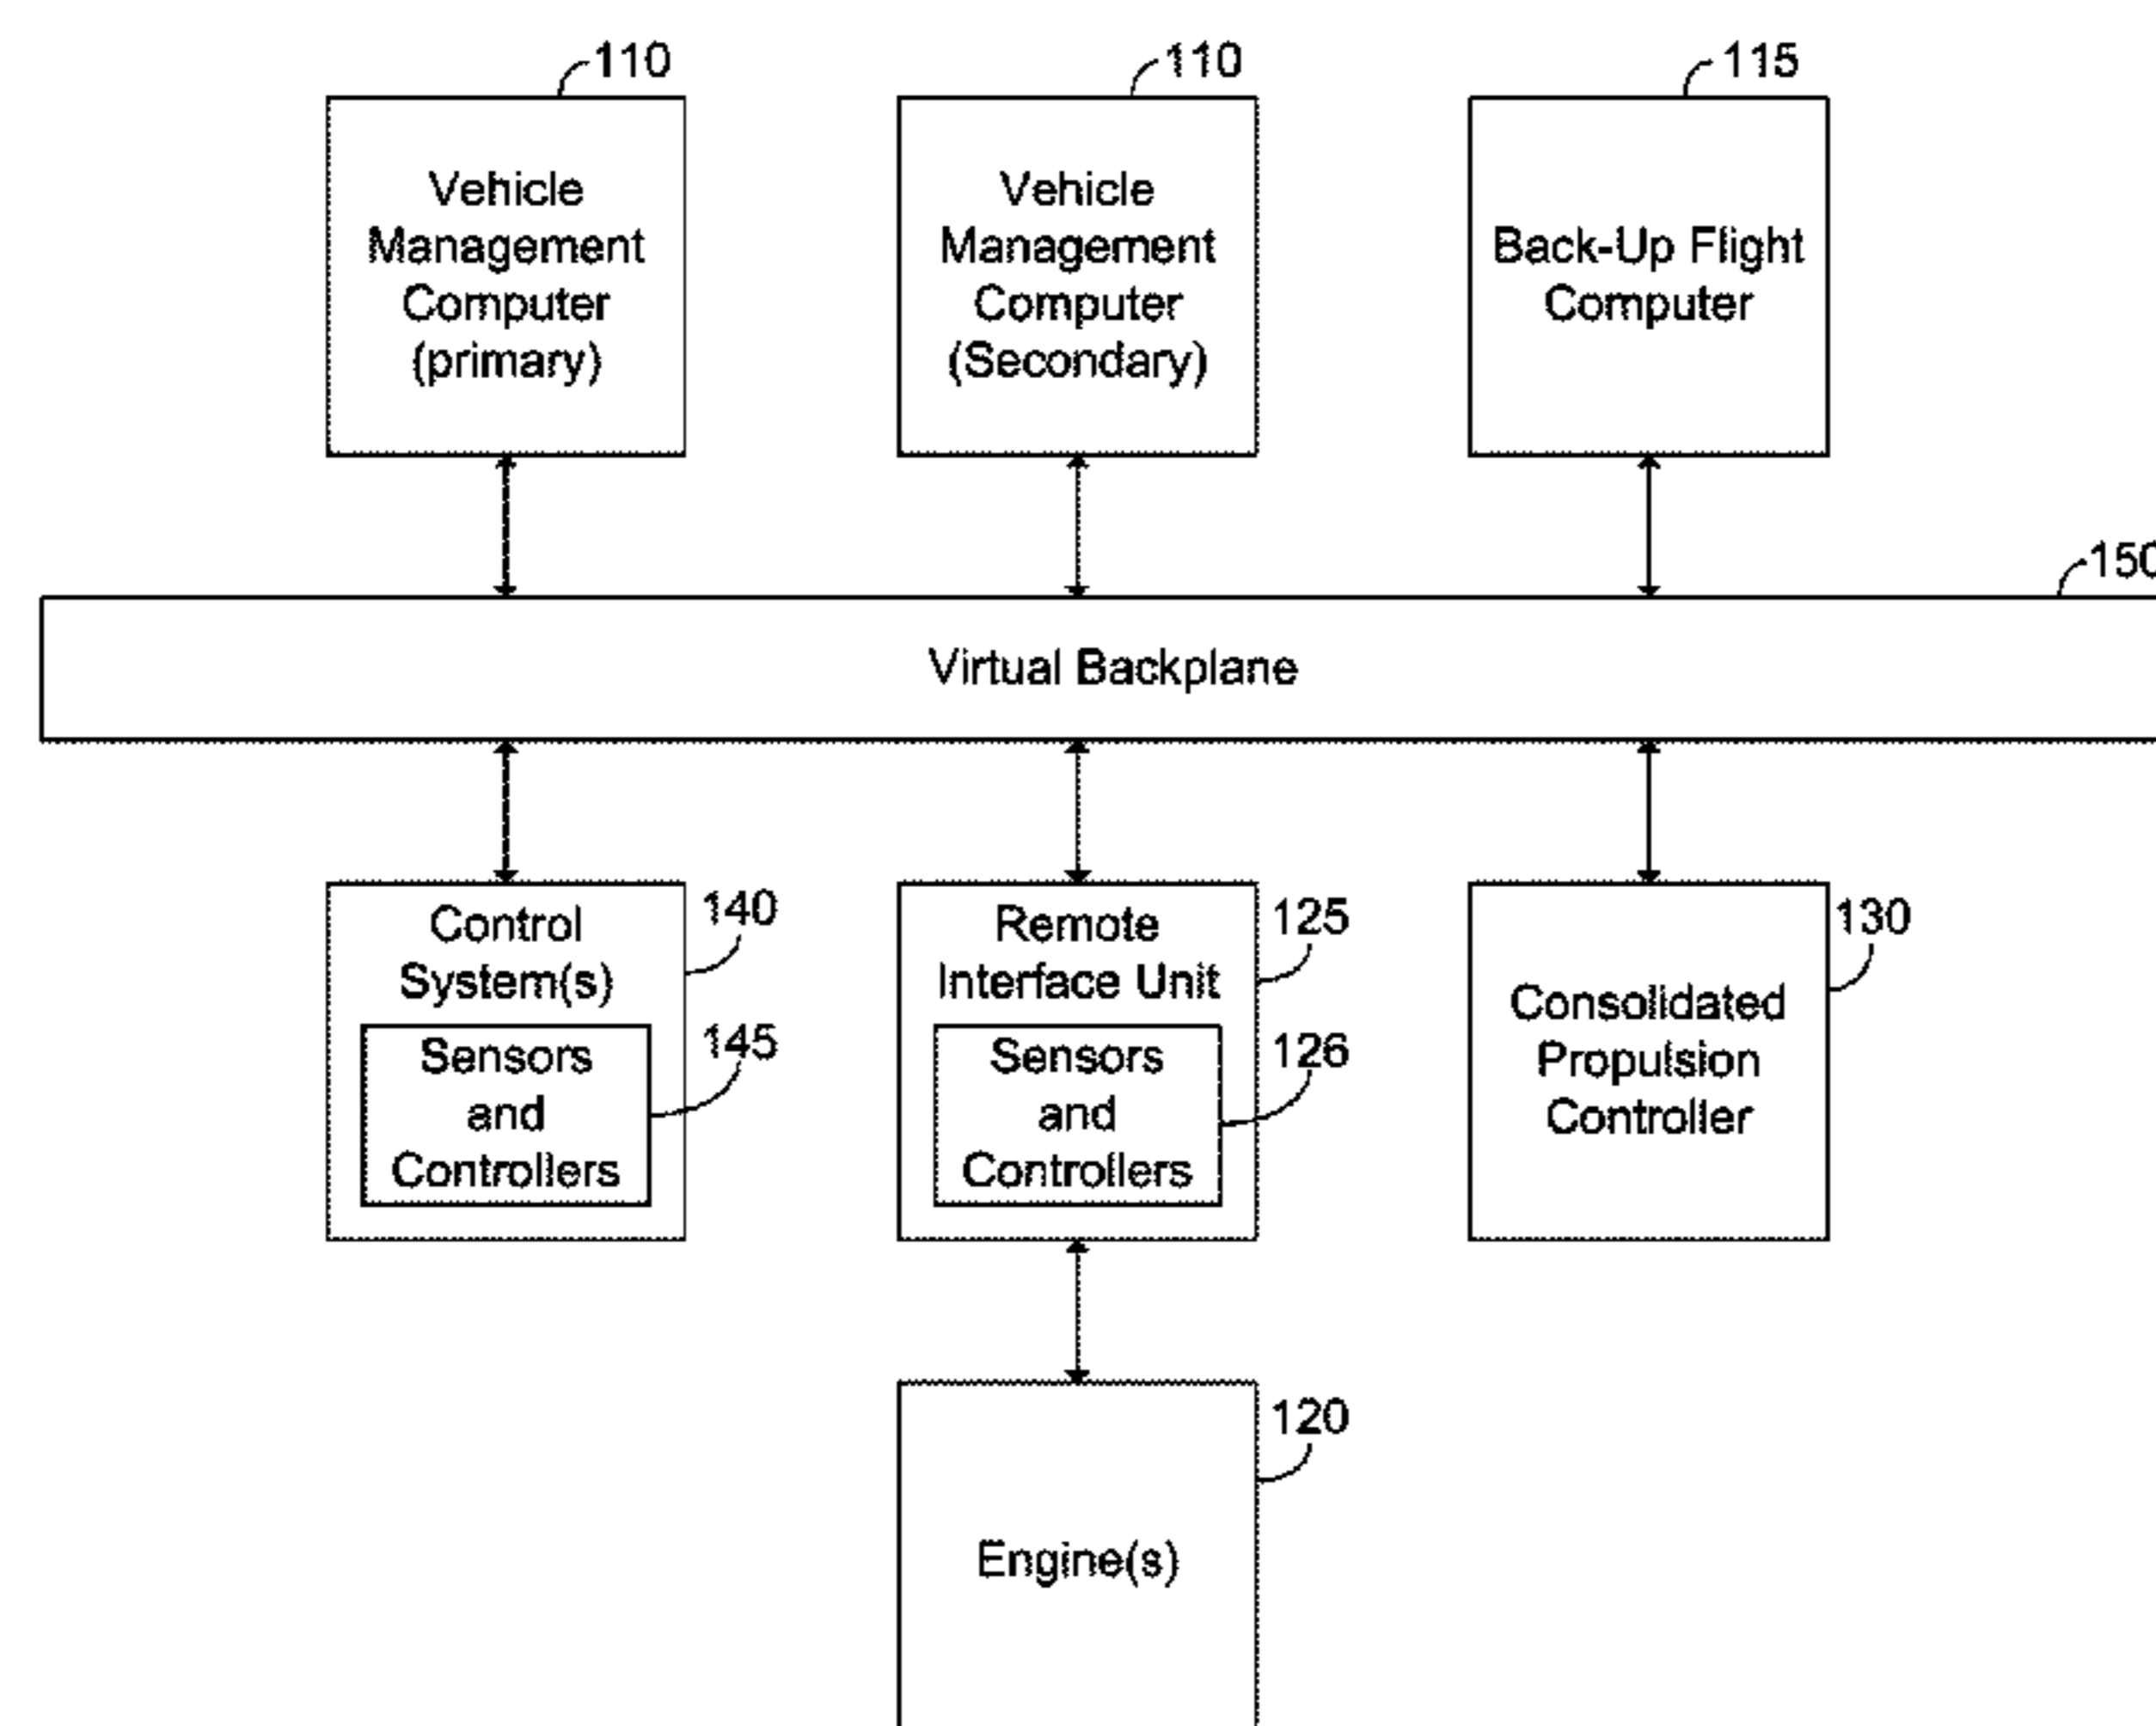 110
110
115
Vehicle
Management
Computer
(primary)
Vehicle
Management
Computer
(Secondary)
Back-Up Flight
Computer
150
Virtual Backplane
Control
System(s)
140
Sensors
and
Controllers
145
Remote
Interface Unit
125
Sensors
and
Controllers
126
Consolidated
Propulsion
Controller
130
Engine(s)
120